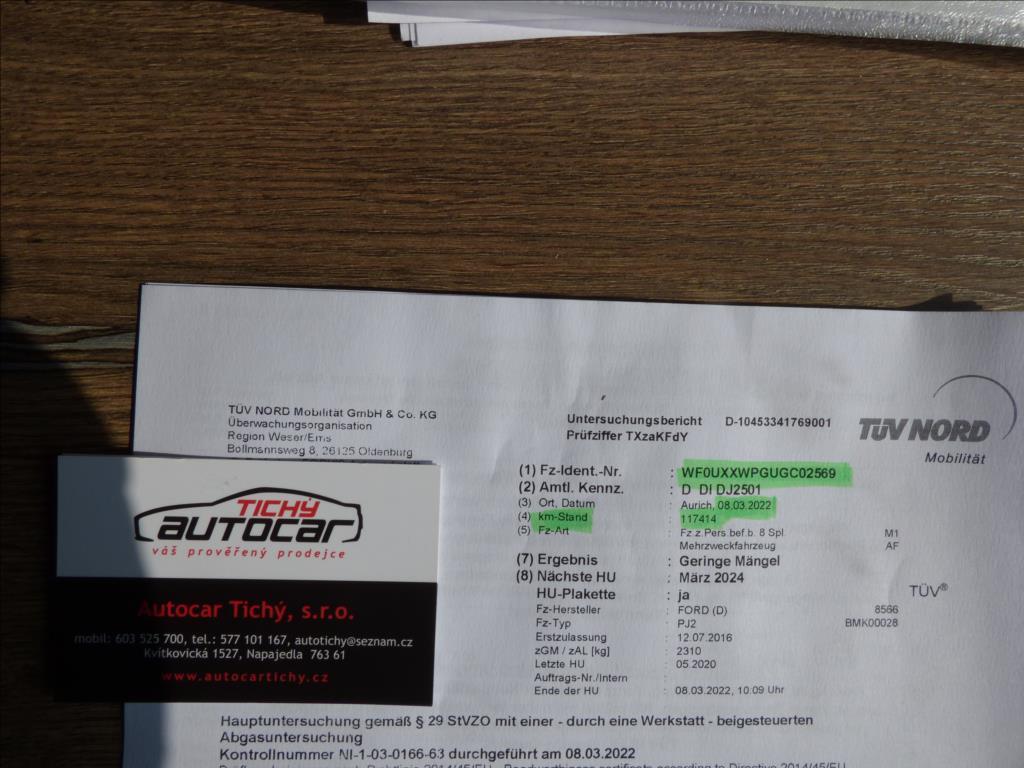 TÜV NORD Mobilität GmbH & Co. KG
Überwachungsorganisation
Region Weser/Ems
Bollmannsweg 8, 26125 Oldenburg
Untersuchungsbericht D-10453341769001
Prüfziffer TXzaKFdY
TÜV NORD
Mobilität
(1) Fz-Ident.-Nr. : WF0UXXWPGUGC02569
(2) Amtl. Kennz. : D DI DJ2501
(3) Ort, Datum : Aurich, 08.03.2022
(4) km-Stand : 117414
(5) Fz-Art : Fz.z.Pers.bef.b. 8 Spl. M1
Mehrzweckfahrzeug AF
(7) Ergebnis : Geringe Mängel
(8) Nächste HU : März 2024
HU-Plakette : ja
TÜV®
Fz-Hersteller : FORD (D) 8566
Fz-Typ : PJ2 BMK00028
Erstzulassung : 12.07.2016
zGM / zAL [kg] : 2310
Letzte HU : 05.2020
Auftrags-Nr./Intern :
Ende der HU : 08.03.2022, 10:09 Uhr
Hauptuntersuchung gemäß § 29 StVZO mit einer - durch eine Werkstatt - beigesteuerten
Abgasuntersuchung
Kontrollnummer NI-1-03-0166-63 durchgeführt am 08.03.2022
TICHÝ
autocar
váš prověřený prodejce
Autocar Tichý, s.r.o.
mobil: 603 525 700, tel.: 577 101 167, autotichy@seznam.cz
Kvítkovická 1527, Napajedla 763 61
www.autocartichy.cz